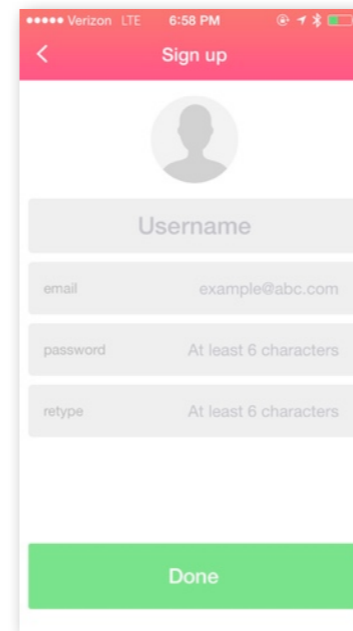 Verizon LTE 6:58 PM
Sign up
Username
email example@abc.com
password At least 6 characters
retype At least 6 characters
Done